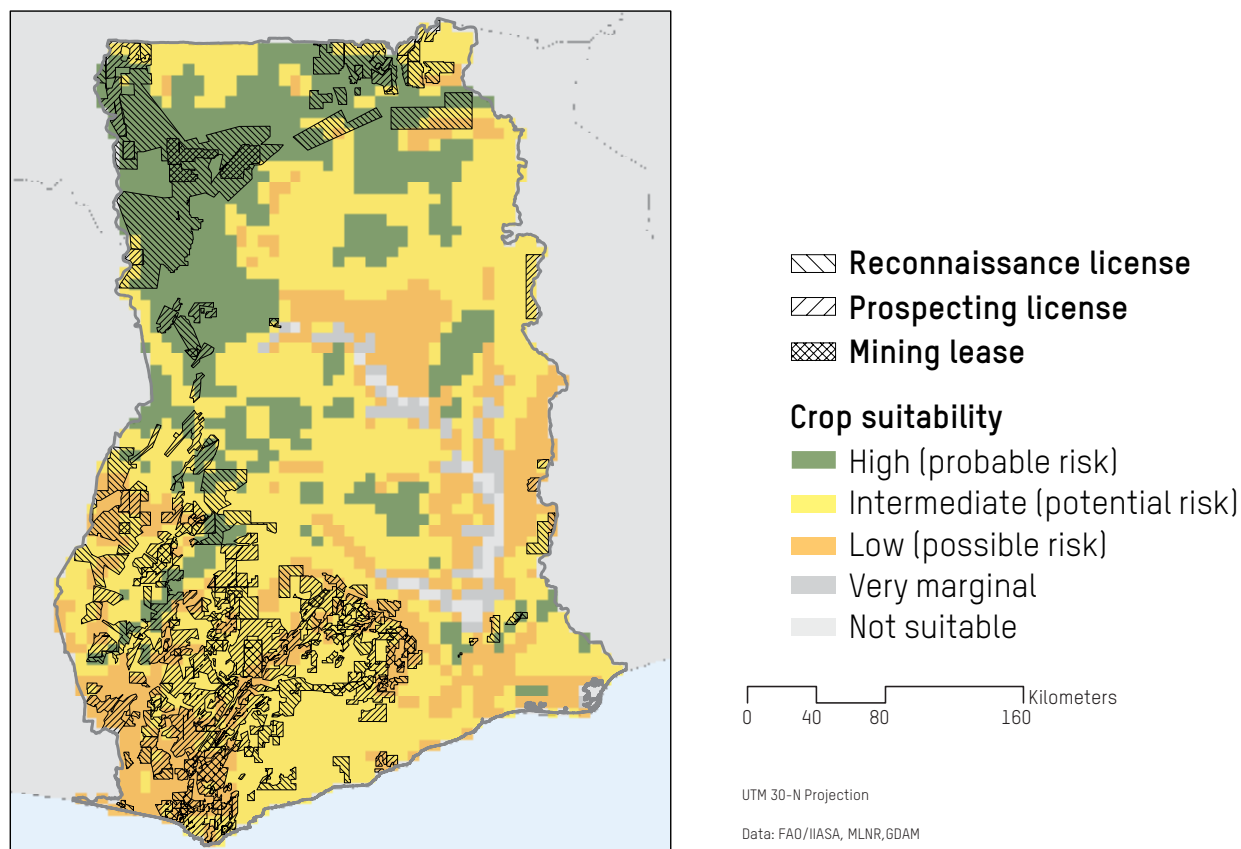 Reconnaissance license
Prospecting license
Mining lease
Crop suitability
High (probable risk)
Intermediate (potential risk)
Low (possible risk)
Very marginal
Not suitable
Kilometers
0 40 80 160
UTM 30-N Projection
Data: FAO/IIASA, MLNR,GDAM